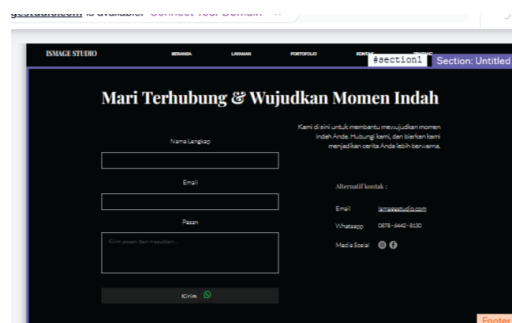 is available! Connect Your Domain
ISMAGE STUDIO BERANDA LAYANAN PORTOFOLIO
#section1 Section: Untitled
Mari Terhubung & Wujudkan Momen Indah
Kami di sini untuk membantu mewujudkan momen
indah Anda. Hubungi kami, dan biarkan kami
menjadikan cerita Anda lebih berwarna.
Nama Lengkap
Email
Pesan
Kirim pesan dan masukkan...
Kirim
Alternatif kontak :
Email
Whatsapp 0878-6442-8130
Media Sosial
Footer